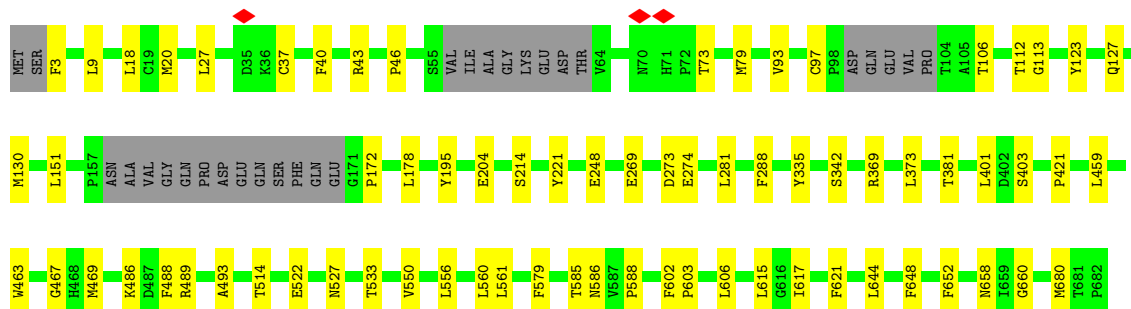 MET SER F3 L9 L18 C19 M20 L27 D35 K36 C37 F40 R43 P46 S55 VAL ILE ALA GLY LYS GLU ASP THR V64 N70 H71 P72 T73 M79 V93 C97 P98 ASP GLN GLU VAL PRO T104 A105 T106 T112 G113 Y123 Q127
M130 L151 P157 ASN ALA VAL GLY GLN PRO ASP GLU GLU GLN SER PHE GLN GLU G171 P172 L178 Y195 E204 S214 Y221 E248 E269 D273 E274 L281 F288 Y335 S342 R369 L373 T381 L401 D402 S403 P421 L459
W463 G467 H468 M469 K486 D487 F488 R489 A493 T514 E522 N527 T533 V550 L556 L560 L561 F579 T585 N586 V587 P588 F602 P603 L606 L615 G616 I617 F621 L644 F648 F652 N658 I659 G660 M680 T681 P682